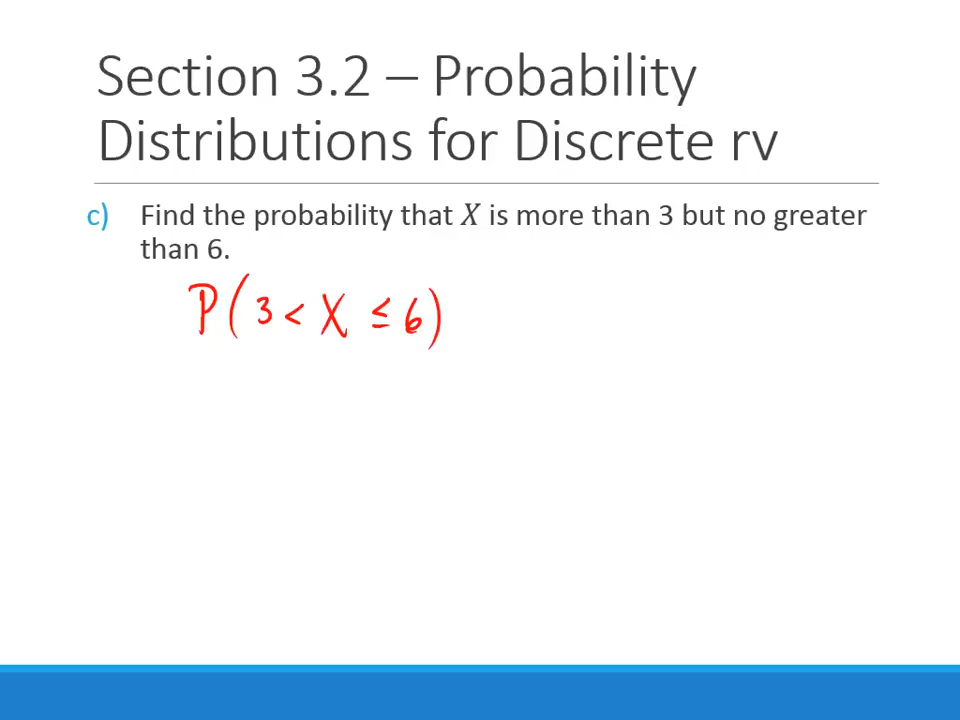 Section 3.2 – Probability
Distributions for Discrete rv
c) Find the probability that X is more than 3 but no greater
than 6.
P(3 < X ≤ 6)